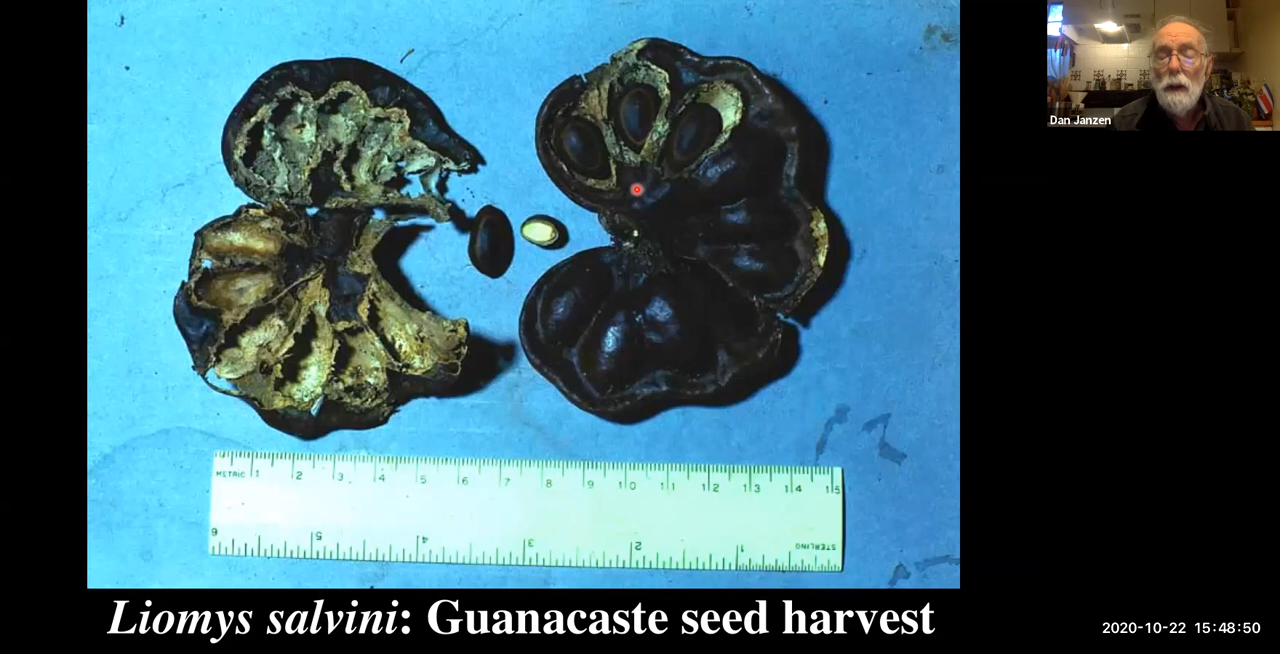 Dan Janzen
METRIC 1 2 3 4 5 6 7 8 9 10 11 12 13 14 15
6 5 4 3 2 1 STERLING
Liomys salvini: Guanacaste seed harvest
2020-10-22 15:48:50